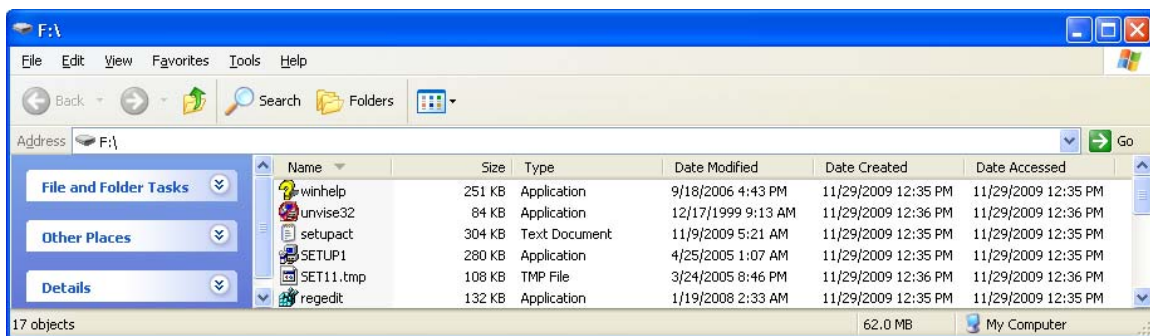 F:\
File Edit View Favorites Tools Help
Back Search Folders
Address F:\ Go
Name Size Type Date Modified Date Created Date Accessed
File and Folder Tasks
Other Places
Details
winhelp 251 KB Application 9/18/2006 4:43 PM 11/29/2009 12:35 PM 11/29/2009 12:35 PM
unvise32 84 KB Application 12/17/1999 9:13 AM 11/29/2009 12:36 PM 11/29/2009 12:36 PM
setupact 304 KB Text Document 11/9/2009 5:21 AM 11/29/2009 12:36 PM 11/29/2009 12:36 PM
SETUP1 280 KB Application 4/25/2005 1:07 AM 11/29/2009 12:36 PM 11/29/2009 12:36 PM
SET11.tmp 108 KB TMP File 3/24/2005 8:46 PM 11/29/2009 12:36 PM 11/29/2009 12:36 PM
regedit 132 KB Application 1/19/2008 2:33 AM 11/29/2009 12:35 PM 11/29/2009 12:35 PM
17 objects 62.0 MB My Computer